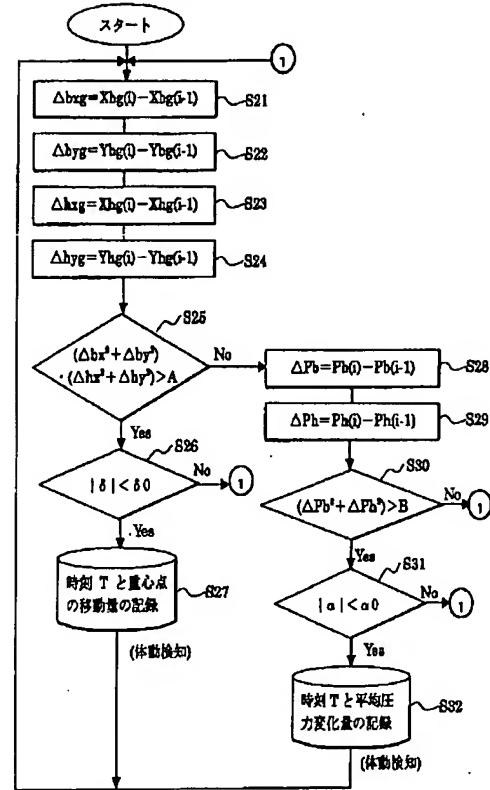 スタート
1
Δbxg=Xbg(i)-Xbg(i-1)
S21
Δbyg=Ybg(i)-Ybg(i-1)
S22
Δhxg=Xhg(i)-Xhg(i-1)
S23
Δhyg=Yhg(i)-Yhg(i-1)
S24
S25
(Δbx²+Δby²)
・(Δhx²+Δhy²)>A
No
Yes
ΔPb=Pb(i)-Pb(i-1)
S28
ΔPh=Ph(i)-Ph(i-1)
S29
S26
|δ|<δ0
No
1
Yes
S30
(ΔPb²+ΔPh²)>B
No
1
Yes
時刻 T と重心点
の移動量の記録
S27
(体動検知)
S31
|α|<α0
No
1
Yes
時刻 T と平均圧
力変化量の記録
S32
(体動検知)